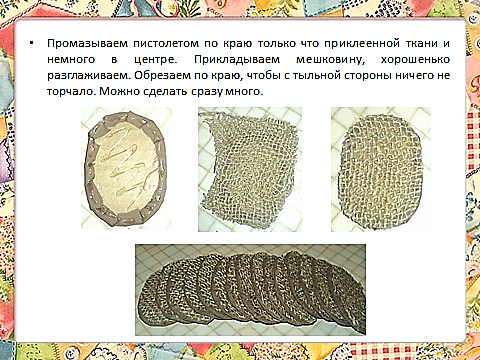 • Промазываем пистолетом по краю только что приклеенной ткани и
немного в центре. Прикладываем мешковину, хорошенько
разглаживаем. Обрезаем по краю, чтобы с тыльной стороны ничего не
торчало. Можно сделать сразу много.